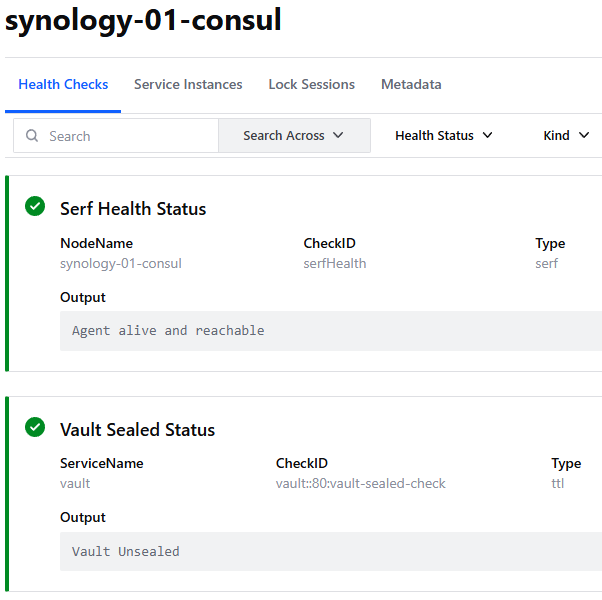 synology-01-consul
Health Checks Service Instances Lock Sessions Metadata
Search Search Across Health Status Kind
Serf Health Status
NodeName CheckID Type
synology-01-consul serfHealth serf
Output
Agent alive and reachable
Vault Sealed Status
ServiceName CheckID Type
vault vault::80:vault-sealed-check ttl
Output
Vault Unsealed